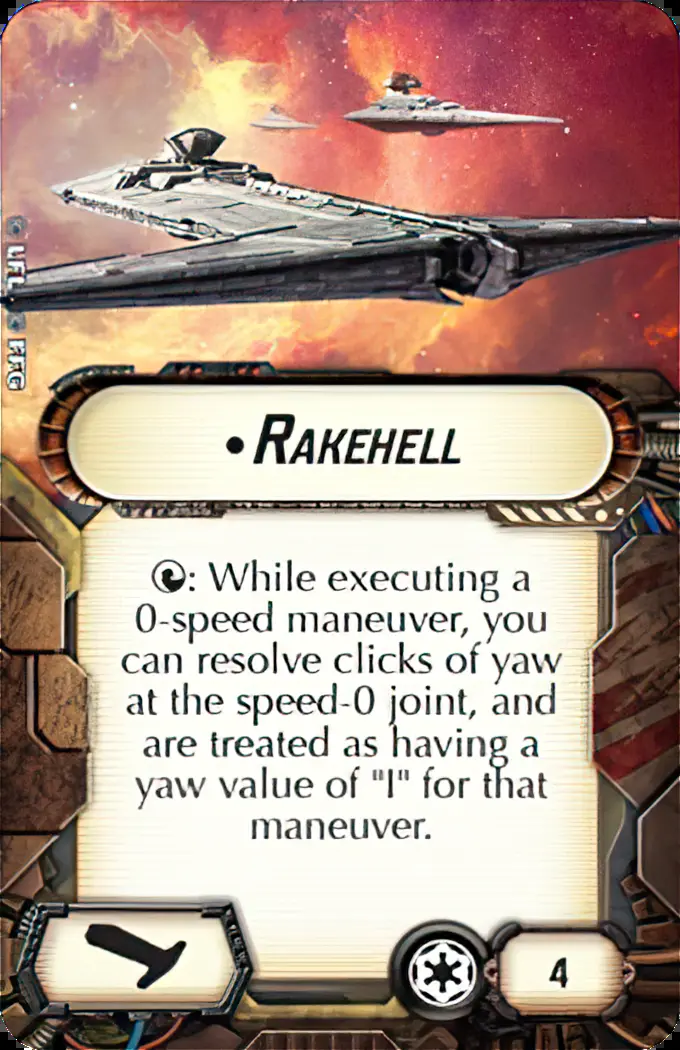 • RAKEHELL
: While executing a
0-speed maneuver, you
can resolve clicks of yaw
at the speed-0 joint, and
are treated as having a
yaw value of "I" for that
maneuver.
4